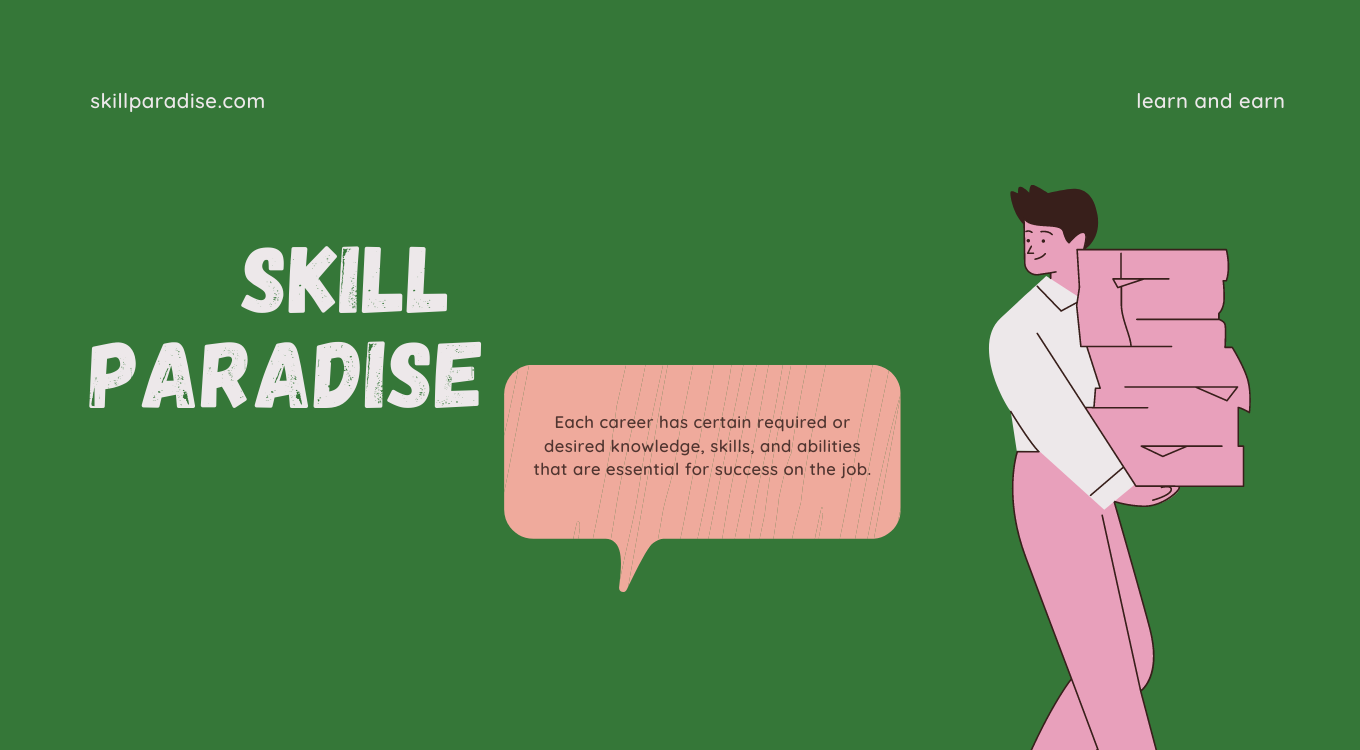 skillparadise.com
learn and earn
SKILL
PARADISE
Each career has certain required or
desired knowledge, skills, and abilities
that are essential for success on the job.